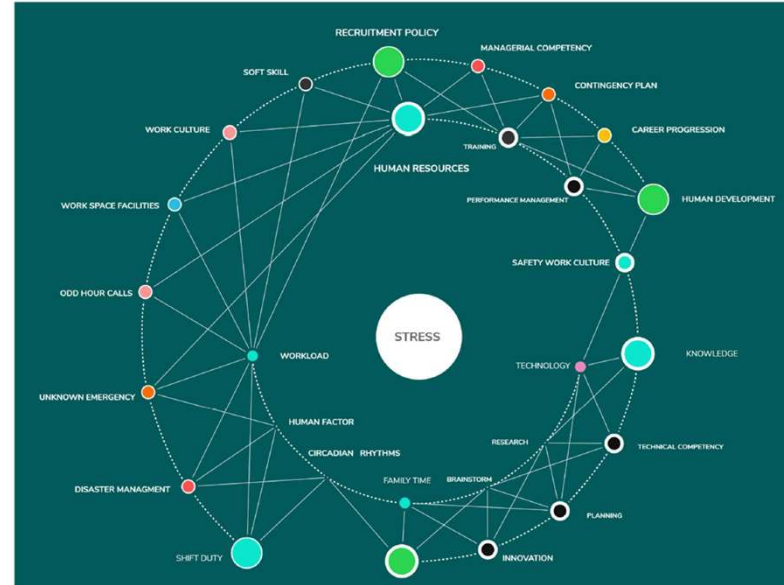 RECRUITMENT POLICY
MANAGERIAL COMPETENCY
SOFT SKILL
CONTINGENCY PLAN
WORK CULTURE
CAREER PROGRESSION
TRAINING
HUMAN RESOURCES
PERFORMANCE MANAGEMENT
HUMAN DEVELOPMENT
WORK SPACE FACILITIES
SAFETY WORK CULTURE
ODD HOUR CALLS
STRESS
WORKLOAD
KNOWLEDGE
TECHNOLOGY
UNKNOWN EMERGENCY
HUMAN FACTOR
RESEARCH
TECHNICAL COMPETENCY
CIRCADIAN RHYTHMS
FAMILY TIME
BRAINSTORM
DISASTER MANAGMENT
PLANNING
SHIFT DUTY
INNOVATION